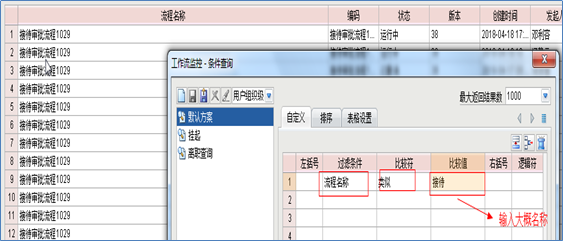 流程名称 编码 状态 版本 创建时间 发起人
1 接待审批流程1029 接待审批流程1... 运行中 38 2018-04-18 17:... 邓利容
2 接待审批流程1029 接待审批流程1... 运行中 38
3 接待审批流程1029
4 接待审批流程1029
5 接待审批流程1029
6 接待审批流程1029
7 接待审批流程1029
8 接待审批流程1029
9 接待审批流程1029
10 接待审批流程1029
11 接待审批流程1029
12 接待审批流程1029
工作流监控 - 条件查询
用户组织级
最大返回结果数 1000
默认方案
挂起
离职查询
自定义 排序 表格设置
左括号 过滤条件 比较符 比较值 右括号 逻辑符
1 流程名称 类似 接待
2
3
4
5
输入大概名称